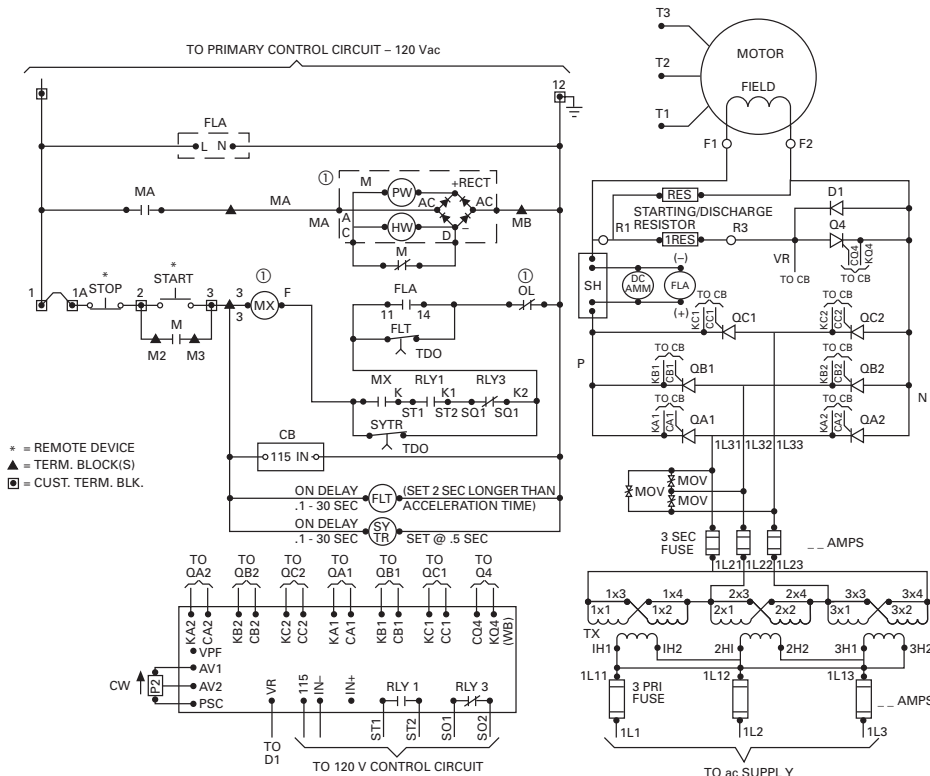 TO PRIMARY CONTROL CIRCUIT – 120 Vac
12
FLA
L N
MA
MA
MA
①
M
PW
+RECT
AC
AC
A
C
HW
D
-
MB
M
1
1A
*
STOP
2
*
START
3
3
3
①
MX
F
M
M2
M3
FLA
11
14
①
OL
FLT
TDO
MX
K
RLY1
K1
RLY3
K2
ST1
ST2
SQ1
SQ1
SYTR
TDO
* = REMOTE DEVICE
▲ = TERM. BLOCK(S)
▣ = CUST. TERM. BLK.
CB
115 IN
ON DELAY
.1 - 30 SEC
FLT
(SET 2 SEC LONGER THAN
ACCELERATION TIME)
ON DELAY
.1 - 30 SEC
SY
TR
SET @ .5 SEC
TO
QA2
TO
QB2
TO
QC2
TO
QA1
TO
QB1
TO
QC1
TO
Q4
KA2
CA2
KB2
CB2
KC2
CC2
KA1
CA1
KB1
CB1
KC1
CC1
CQ4
KQ4
(WB)
VPF
AV1
AV2
PSC
CW
P2
VR
115
IN–
IN+
RLY 1
RLY 3
ST1
ST2
SO1
SO2
TO
D1
TO 120 V CONTROL CIRCUIT
T3
T2
T1
MOTOR
FIELD
F1
F2
RES
STARTING/DISCHARGE
RESISTOR
R1
1RES
R3
D1
Q4
VR
TO CB
CQ4
KQ4
TO CB
SH
DC
AMM
(–)
FLA
(+)
P
N
TO CB
KC1
CC1
QC1
TO CB
KC2
CC2
QC2
TO CB
KB1
CB1
QB1
TO CB
KB2
CB2
QB2
TO CB
KA1
CA1
QA1
TO CB
KA2
CA2
QA2
1L31
1L32
1L33
MOV
MOV
MOV
3 SEC
FUSE
_ _ AMPS
1L21
1L22
1L23
1x3
1x4
2x3
2x4
3x3
3x4
1x1
1x2
2x1
2x2
3x1
3x2
TX
IH1
IH2
2HI
2H2
3H1
3H2
1L11
1L12
1L13
3 PRI
FUSE
_ _ AMPS
1L1
1L2
1L3
TO ac SUPPL Y